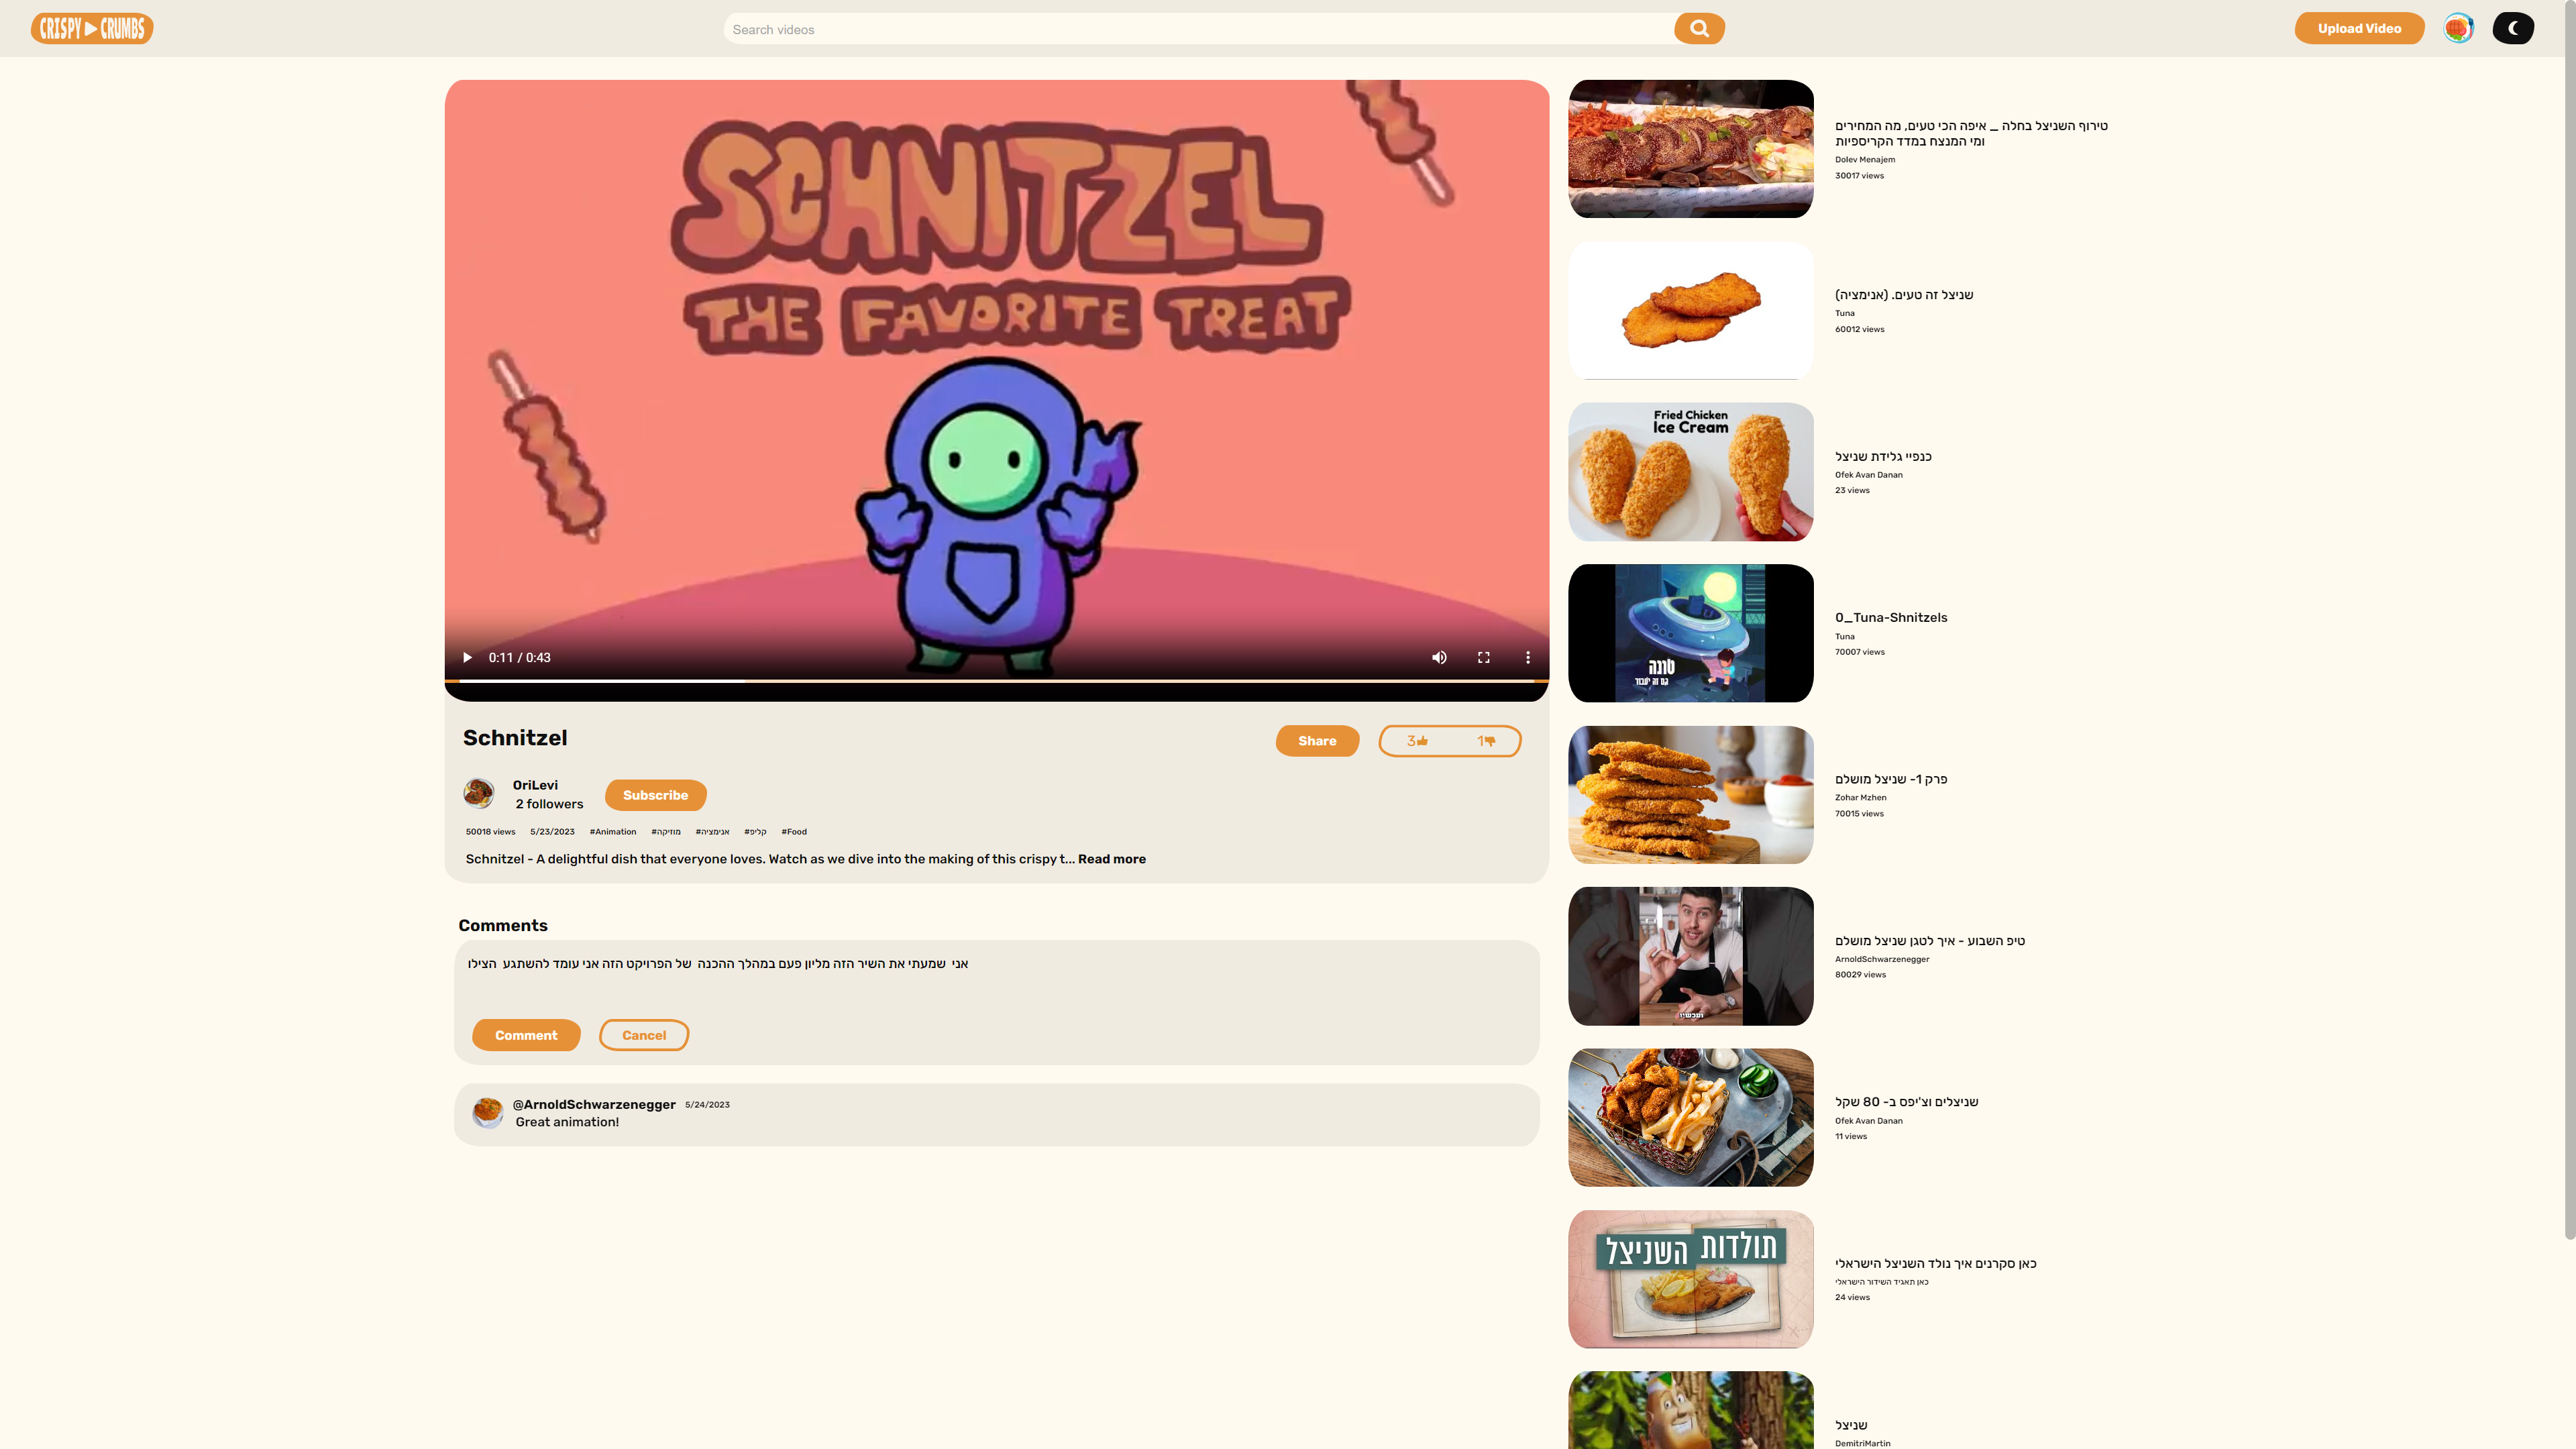 CRISPY CRUMBS
Search videos
Upload Video
SCHNITZEL
THE FAVORITE TREAT
0:11 / 0:43
Schnitzel
Share
3
1
OriLevi
2 followers
Subscribe
50018 views 5/23/2023 #Animation #מוזיקה #אנימציה #קליפ #Food
Schnitzel - A delightful dish that everyone loves. Watch as we dive into the making of this crispy t... Read more
Comments
אני שמעתי את השיר הזה מליון פעם במהלך ההכנה של הפרויקט הזה אני עומד להשתגע הצילו
Comment
Cancel
@ArnoldSchwarzenegger 5/24/2023
Great animation!
טירוף השניצל בחלה _ איפה הכי טעים, מה המחירים
ומי המנצח במדד הקריספיות
Dolev Menajem
30017 views
שניצל זה טעים. (אנימציה)
Tuna
60012 views
Fried Chicken
Ice Cream
כנפיי גלידת שניצל
Ofek Avan Danan
23 views
טונה
גם זה יעבור
0_Tuna-Shnitzels
Tuna
70007 views
פרק 1- שניצל מושלם
Zohar Mzhen
70015 views
ועכשיו
טיפ השבוע - איך לטגן שניצל מושלם
ArnoldSchwarzenegger
80029 views
שניצלים וצ'יפס ב- 80 שקל
Ofek Avan Danan
11 views
תולדות השניצל
כאן סקרנים איך נולד השניצל הישראלי
כאן תאגיד השידור הישראלי
24 views
שניצל
DemitriMartin